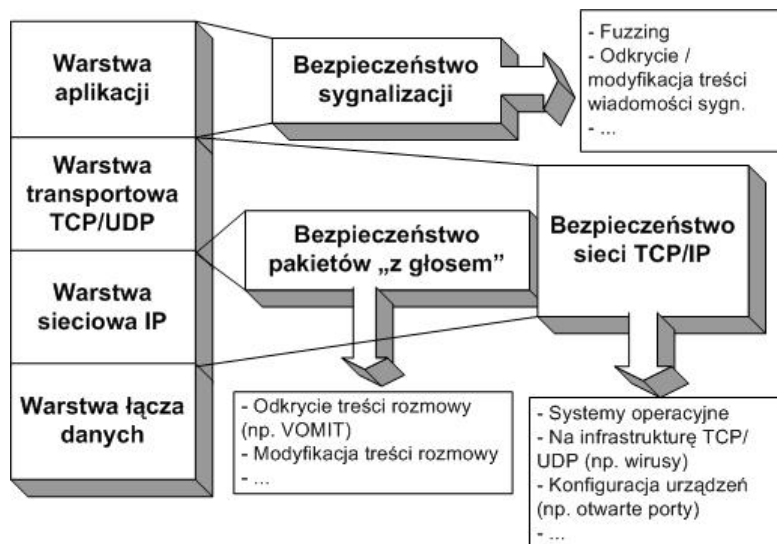 Warstwa
aplikacji
Warstwa
transportowa
TCP/UDP
Warstwa
sieciowa IP
Warstwa łącza
danych
Bezpieczeństwo
sygnalizacji
- Fuzzing
- Odkrycie /
modyfikacja treści
wiadomości sygn.
- ...
Bezpieczeństwo
pakietów „z głosem”
Bezpieczeństwo
sieci TCP/IP
- Odkrycie treści rozmowy
(np. VOMIT)
- Modyfikacja treści rozmowy
- ...
- Systemy operacyjne
- Na infrastrukturę TCP/
UDP (np. wirusy)
- Konfiguracja urządzeń
(np. otwarte porty)
- ...